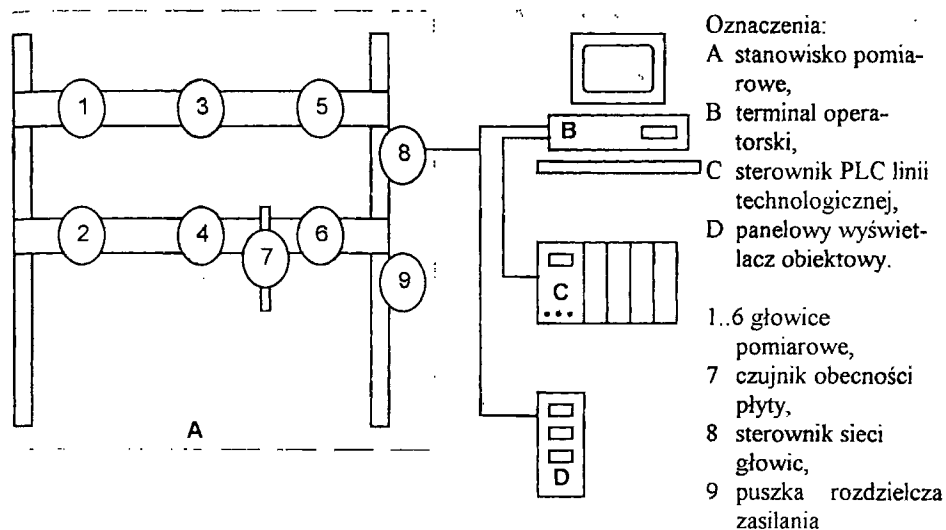 Oznaczenia:
A stanowisko pomia-
rowe,
B terminal opera-
torski,
C sterownik PLC linii
technologicznej,
D panelowy wyświet-
lacz obiektowy.
1..6 głowice
pomiarowe,
7 czujnik obecności
płyty,
8 sterownik sieci
głowic,
9 puszka rozdzielcza
zasilania
1 3 5
8
2 4 6
7
9
A
B
C
D